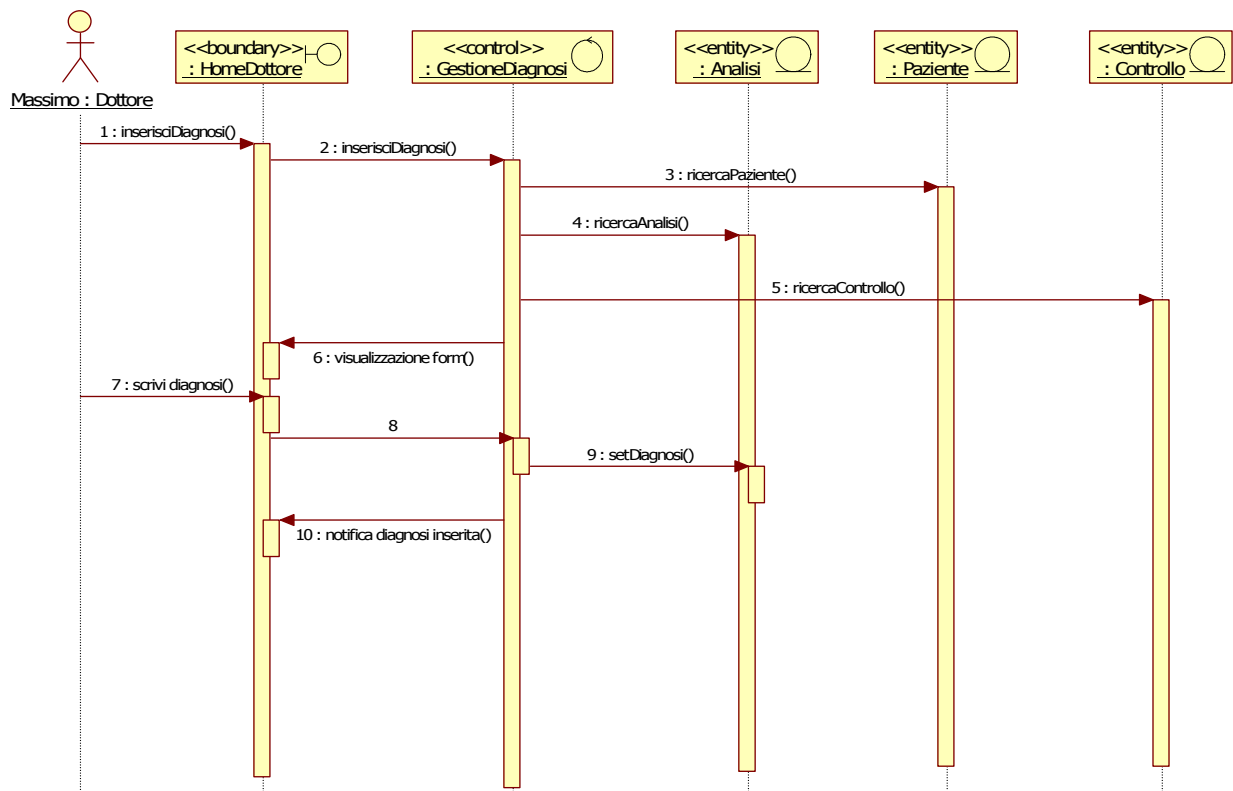 <<boundary>>
: HomeDottore
<<control>>
: GestioneDiagnosi
<<entity>>
: Analisi
<<entity>>
: Paziente
<<entity>>
: Controllo
Massimo : Dottore
1 : inserisciDiagnosi()
2 : inserisciDiagnosi()
3 : ricercaPaziente()
4 : ricercaAnalisi()
5 : ricercaControllo()
6 : visualizzazione form()
7 : scrivi diagnosi()
8
9 : setDiagnosi()
10 : notifica diagnosi inserita()